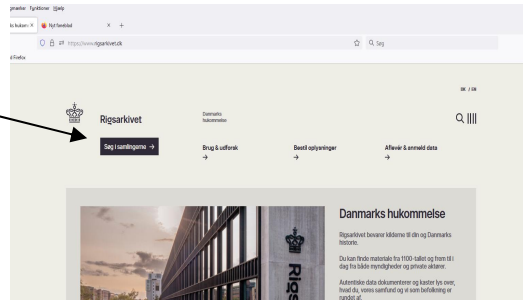 Funktioner Hjælp
Nyt faneblad × +
https://www.rigsarkivet.dk
Søg
Firefox
DK / EN
Rigsarkivet
Danmarks
hukommelse
Søg i samlingerne →
Brug & udforsk
→
Bestil oplysninger
→
Aflevér & anmeld data
→
Danmarks hukommelse
Rigsarkivet bevarer kilderne til din og Danmarks
historie.
Du kan finde materiale fra 1100-tallet og frem til i
dag fra både myndigheder og private aktører.
Autentiske data dokumenterer og kaster lys over,
hvad du, vores samfund og vi som befolkning er
rundet af.
Rigs